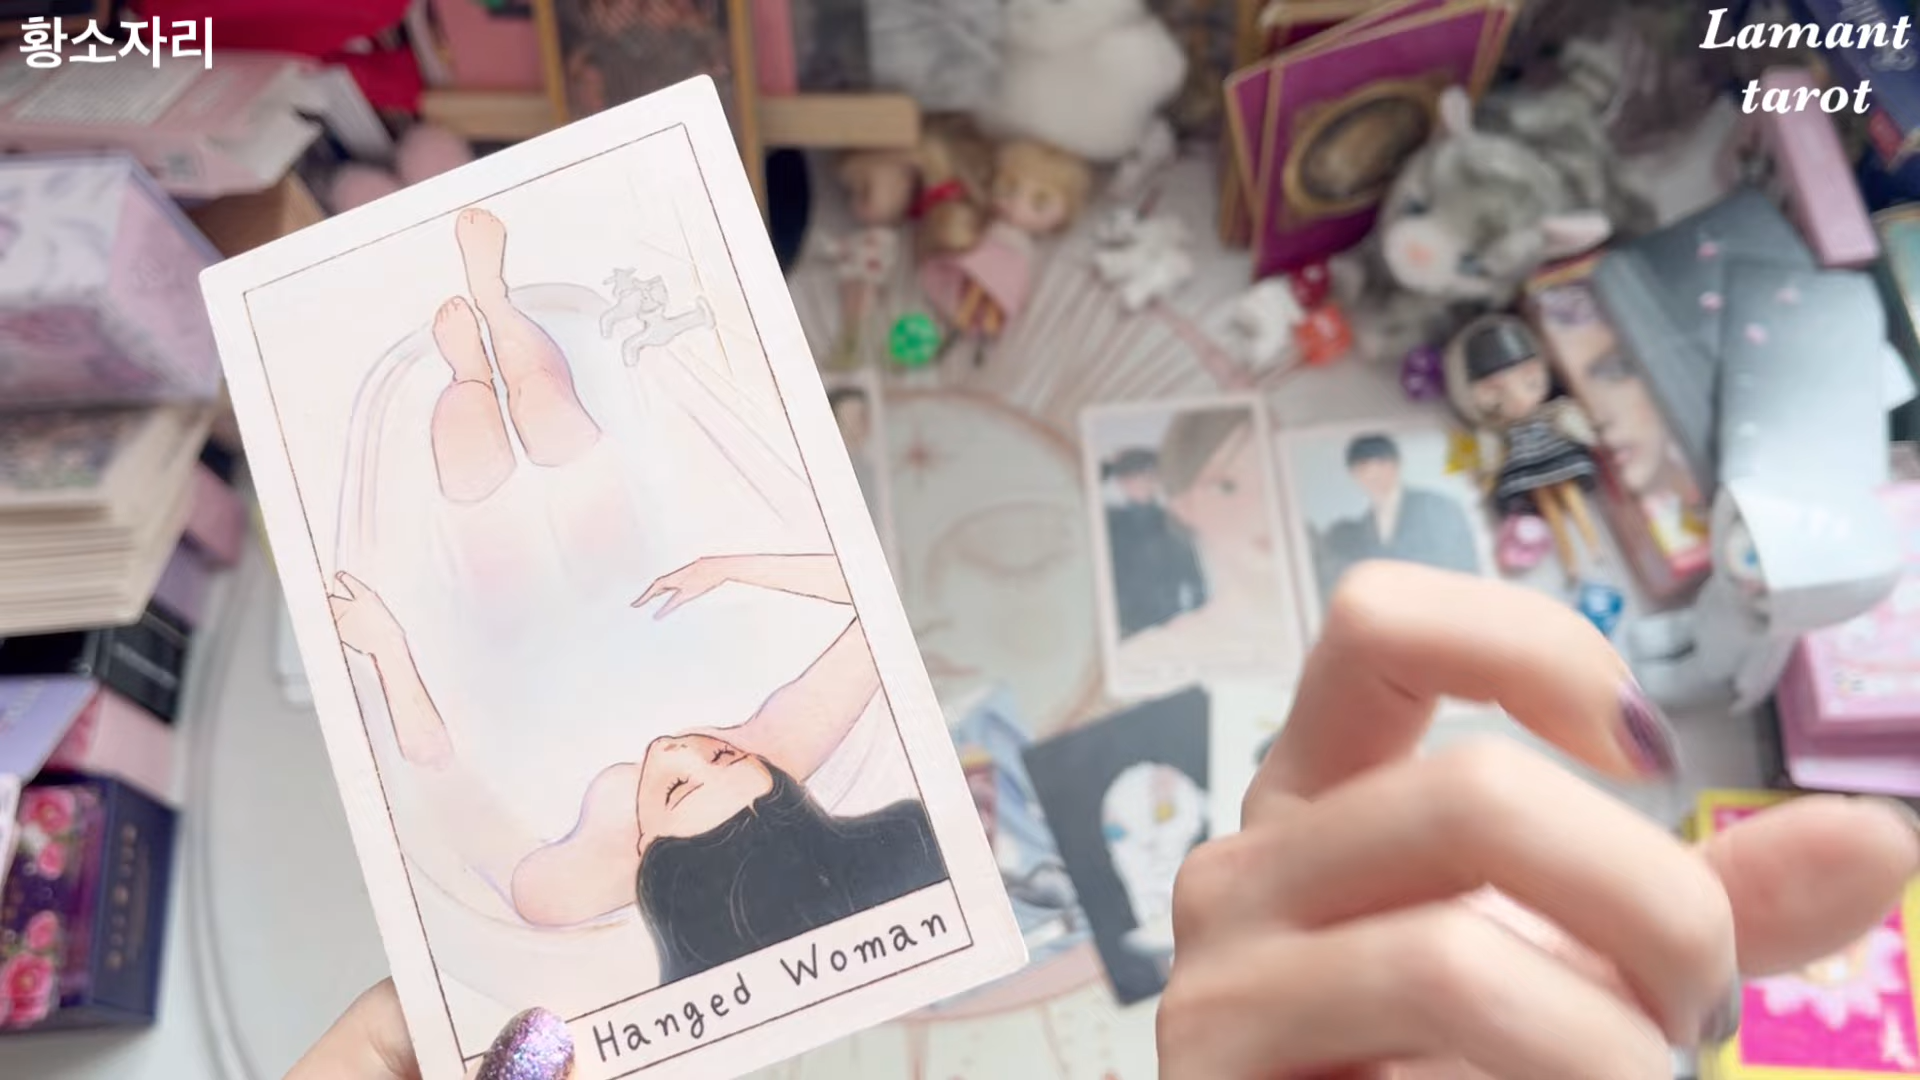 황소자리
Lamant
tarot
Hanged Woman